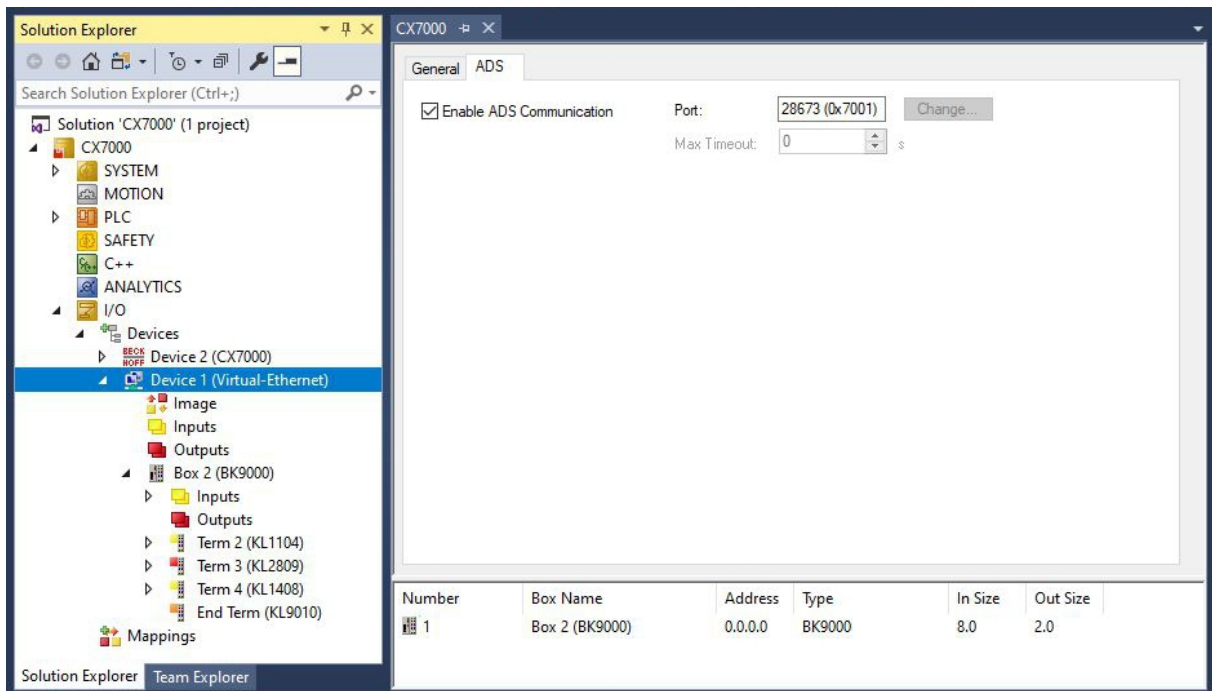 Solution Explorer
Search Solution Explorer (Ctrl+;)
Solution 'CX7000' (1 project)
CX7000
SYSTEM
MOTION
PLC
SAFETY
C++
ANALYTICS
I/O
Devices
BECKHOFF Device 2 (CX7000)
Device 1 (Virtual-Ethernet)
Image
Inputs
Outputs
Box 2 (BK9000)
Inputs
Outputs
Term 2 (KL1104)
Term 3 (KL2809)
Term 4 (KL1408)
End Term (KL9010)
Mappings
Solution Explorer Team Explorer
CX7000
General ADS
Enable ADS Communication Port: 28673 (0x7001) Change...
Max Timeout: 0 s
Number Box Name Address Type In Size Out Size
1 Box 2 (BK9000) 0.0.0.0 BK9000 8.0 2.0